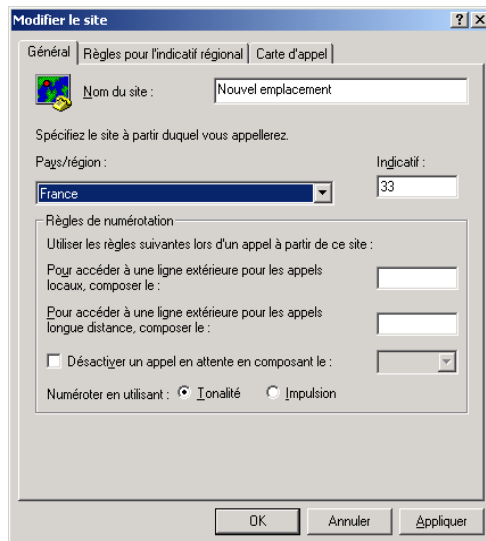 Modifier le site
Général Règles pour l'indicatif régional Carte d'appel
Nom du site : Nouvel emplacement
Spécifiez le site à partir duquel vous appellerez.
Pays/région : Indicatif :
France 33
Règles de numérotation
Utiliser les règles suivantes lors d'un appel à partir de ce site :
Pour accéder à une ligne extérieure pour les appels
locaux, composer le :
Pour accéder à une ligne extérieure pour les appels
longue distance, composer le :
Désactiver un appel en attente en composant le :
Numéroter en utilisant : Tonalité Impulsion
OK Annuler Appliquer